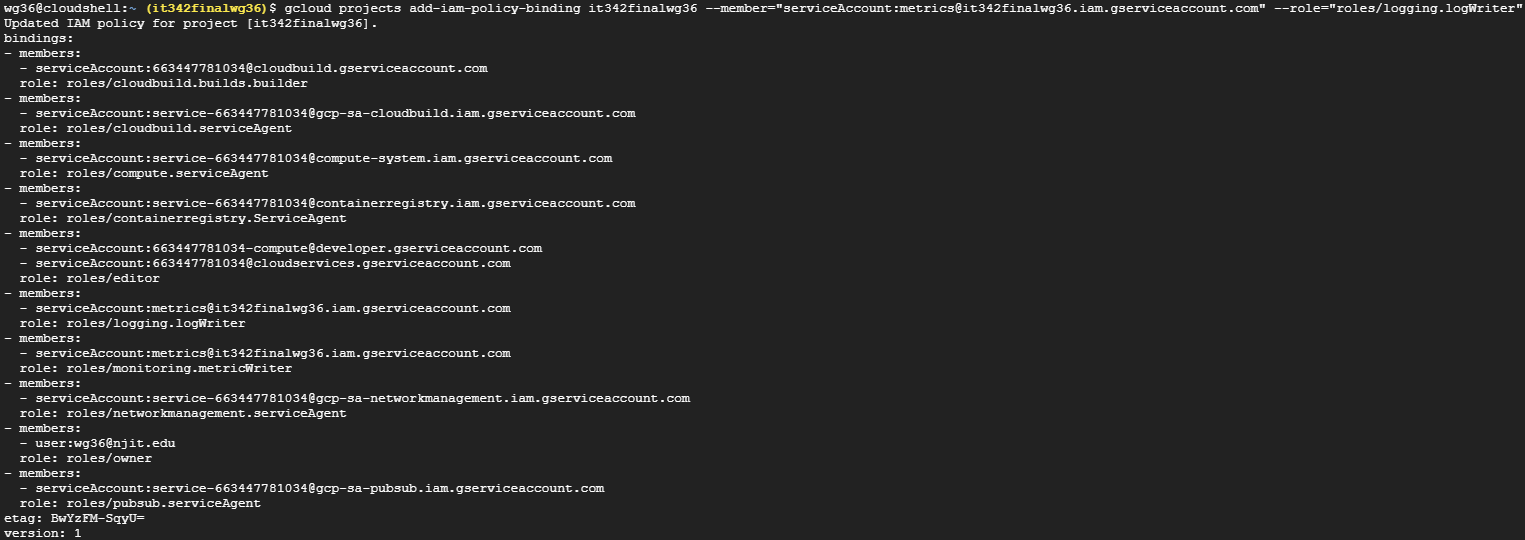 wg36@cloudshell:~ (it342finalwg36)$ gcloud projects add-iam-policy-binding it342finalwg36 --member="serviceAccount:metrics@it342finalwg36.iam.gserviceaccount.com" --role="roles/logging.logWriter"
Updated IAM policy for project [it342finalwg36].
bindings:
- members:
  - serviceAccount:663447781034@cloudbuild.gserviceaccount.com
  role: roles/cloudbuild.builds.builder
- members:
  - serviceAccount:service-663447781034@gcp-sa-cloudbuild.iam.gserviceaccount.com
  role: roles/cloudbuild.serviceAgent
- members:
  - serviceAccount:service-663447781034@compute-system.iam.gserviceaccount.com
  role: roles/compute.serviceAgent
- members:
  - serviceAccount:service-663447781034@containerregistry.iam.gserviceaccount.com
  role: roles/containerregistry.ServiceAgent
- members:
  - serviceAccount:663447781034-compute@developer.gserviceaccount.com
  - serviceAccount:663447781034@cloudservices.gserviceaccount.com
  role: roles/editor
- members:
  - serviceAccount:metrics@it342finalwg36.iam.gserviceaccount.com
  role: roles/logging.logWriter
- members:
  - serviceAccount:metrics@it342finalwg36.iam.gserviceaccount.com
  role: roles/monitoring.metricWriter
- members:
  - serviceAccount:service-663447781034@gcp-sa-networkmanagement.iam.gserviceaccount.com
  role: roles/networkmanagement.serviceAgent
- members:
  - user:wg36@njit.edu
  role: roles/owner
- members:
  - serviceAccount:service-663447781034@gcp-sa-pubsub.iam.gserviceaccount.com
  role: roles/pubsub.serviceAgent
etag: BwYzFM-SqyU=
version: 1